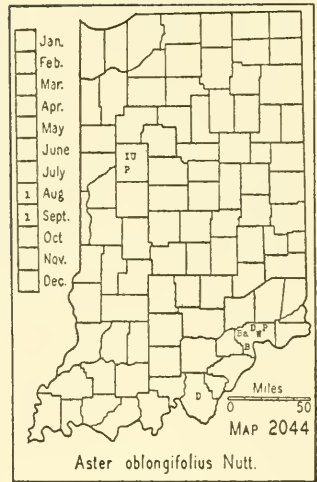 Jan.
Feb.
Mar.
Apr.
May
June
July
1 Aug
1 Sept.
Oct
Nov.
Dec.
IU
P
D P
Ba W
B
D
Miles
0 50
MAP 2044
Aster oblongifolius Nutt.